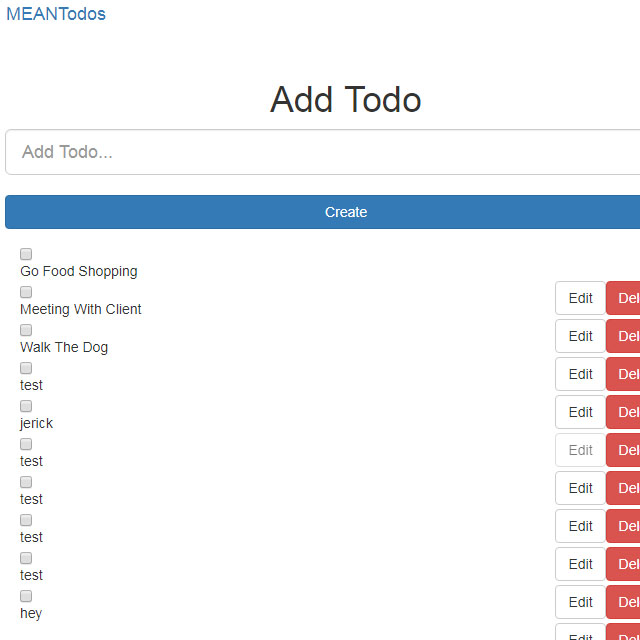 MEANTodos
Add Todo
Add Todo...
Create
Go Food Shopping
Edit Del
Meeting With Client
Edit Del
Walk The Dog
Edit Del
test
Edit Del
jerick
Edit Del
test
Edit Del
test
Edit Del
test
Edit Del
test
Edit Del
hey
Edit Del